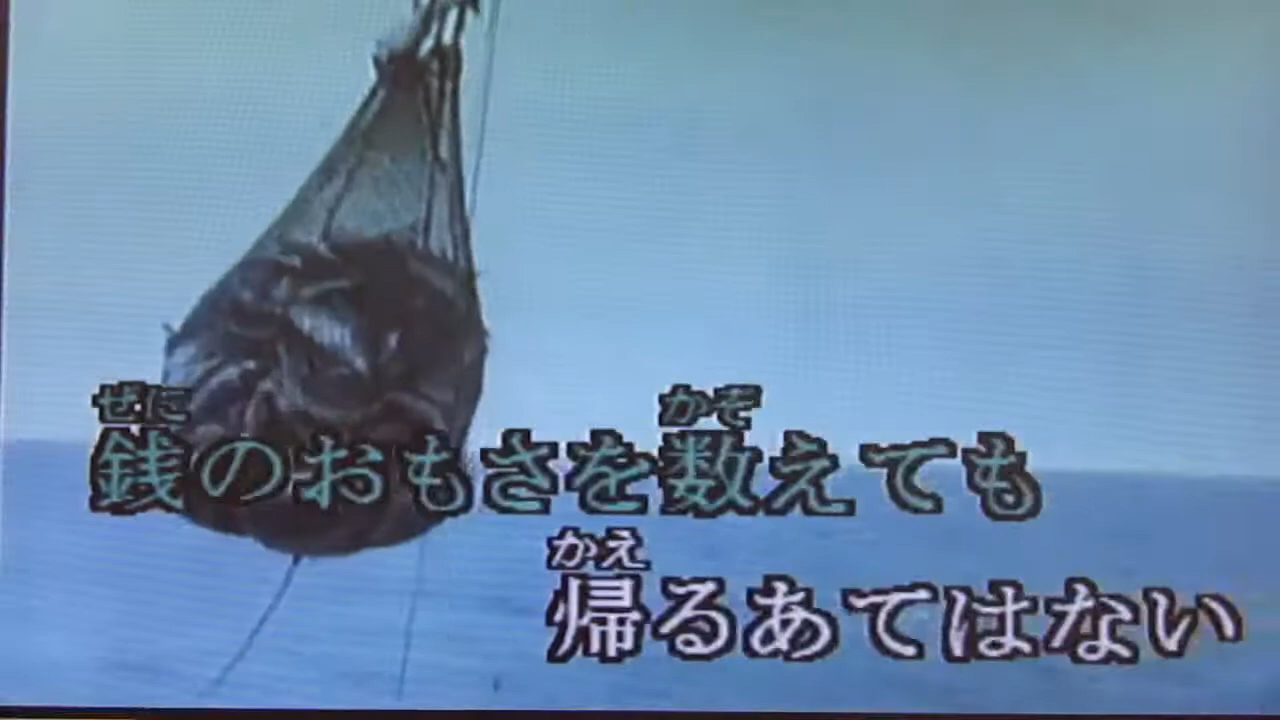 ぜに かぞ
銭のおもさを数えても
かえ
帰るあてはない